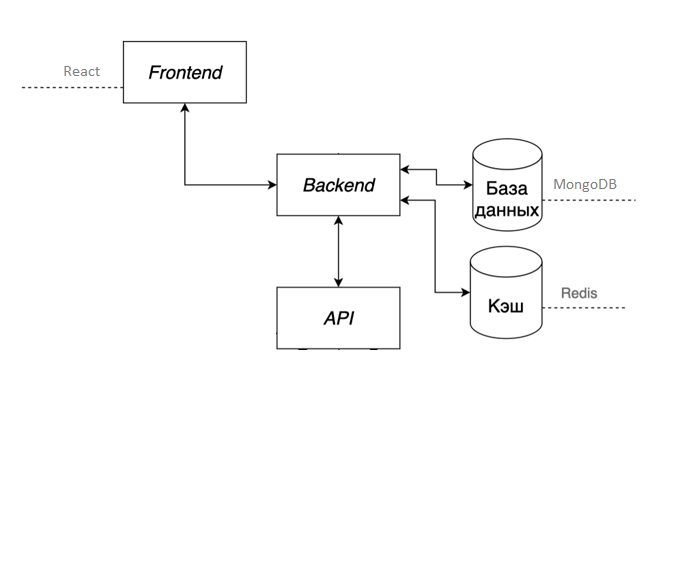 React
Frontend
Backend
База
данных
MongoDB
API
Кэш
Redis